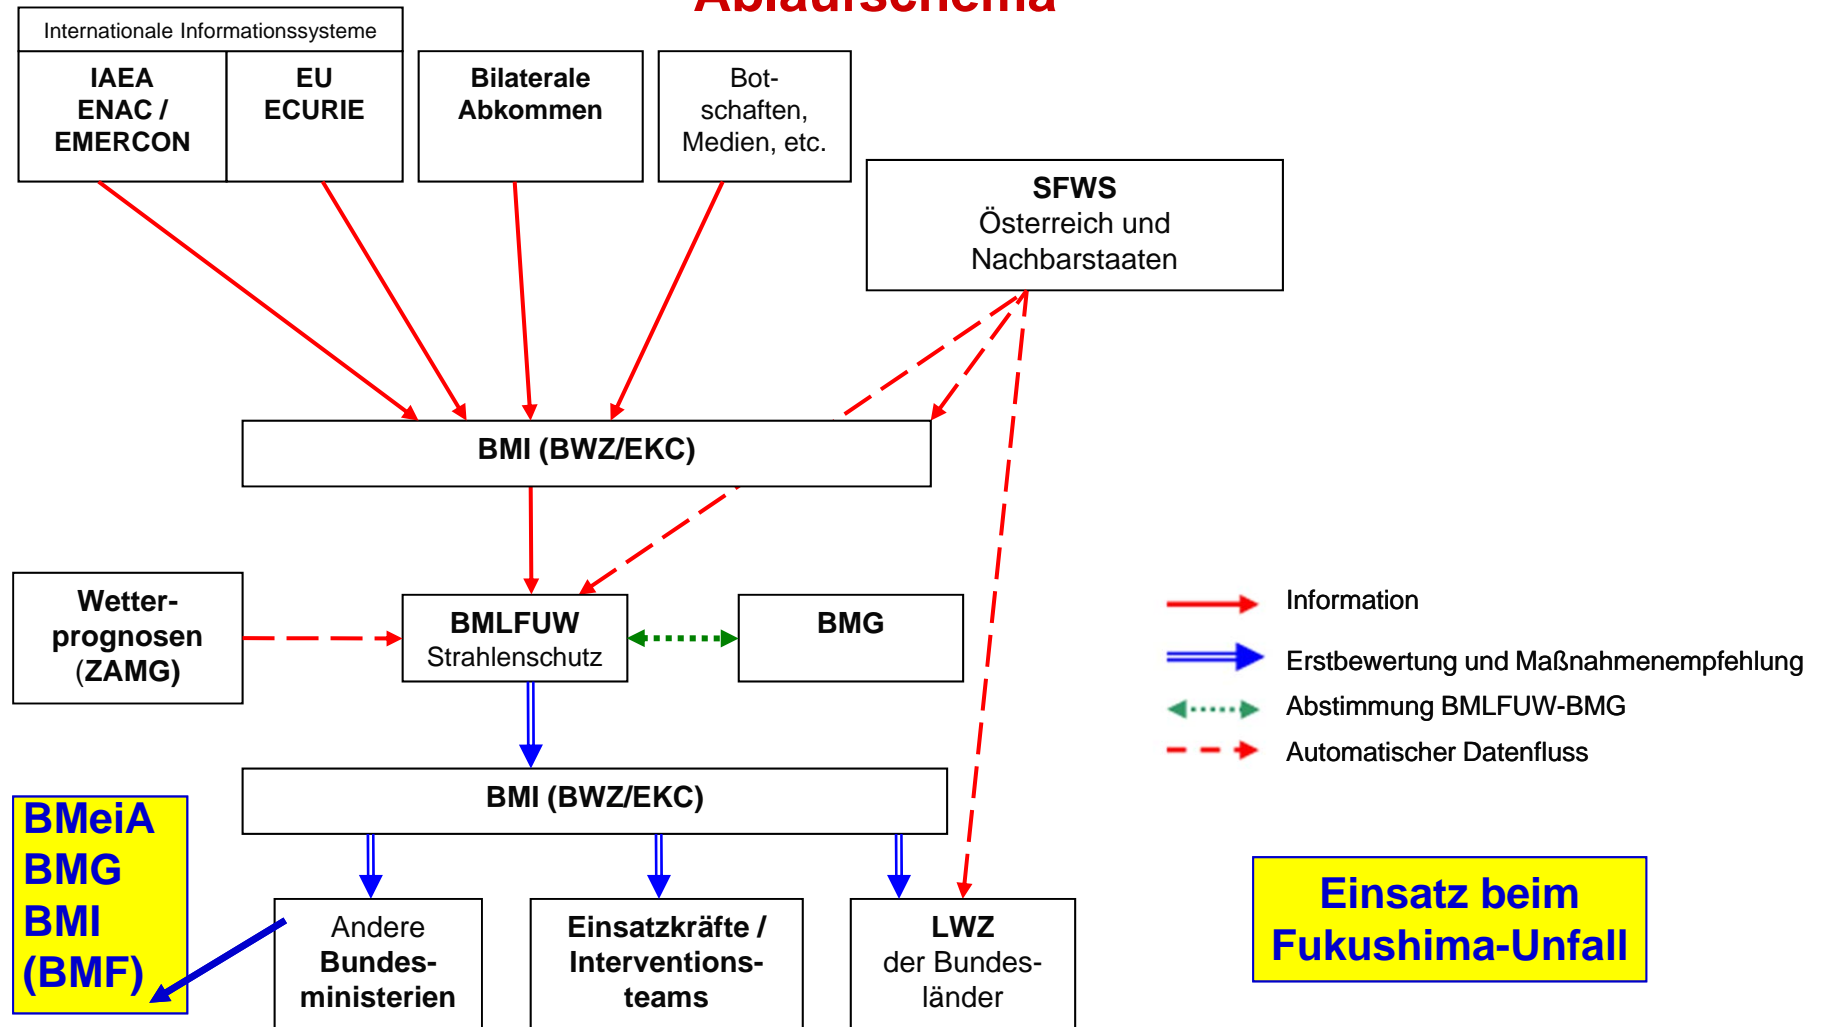 Ablaufschema
Internationale Informationssysteme
IAEA
ENAC /
EMERCON
EU
ECURIE
Bilaterale
Abkommen
Bot-
schaften,
Medien, etc.
SFWS
Österreich und
Nachbarstaaten
BMI (BWZ/EKC)
Wetter-
prognosen
(ZAMG)
BMLFUW
Strahlenschutz
BMG
Information
Erstbewertung und Maßnahmenempfehlung
Abstimmung BMLFUW-BMG
Automatischer Datenfluss
BMI (BWZ/EKC)
BMeiA
BMG
BMI
(BMF)
Andere
Bundes-
ministerien
Einsatzkräfte /
Interventions-
teams
LWZ
der Bundes-
länder
Einsatz beim
Fukushima-Unfall